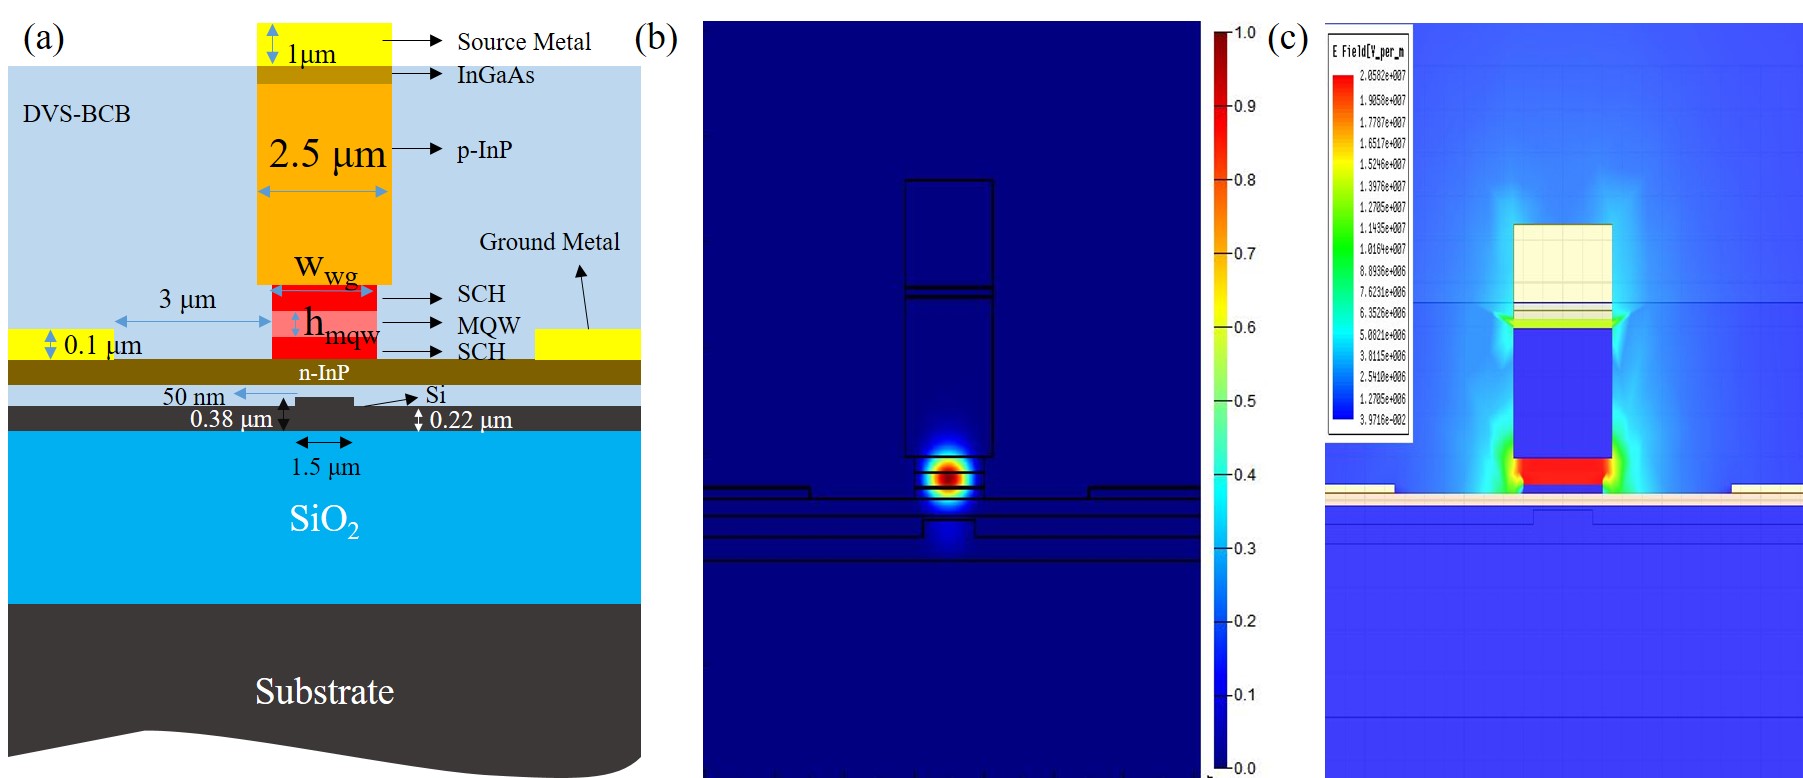 (a)
1μm
Source Metal
InGaAs
DVS-BCB
2.5 μm
p-InP
Ground Metal
wwg
3 μm
SCH
hmqw
MQW
0.1 μm
SCH
n-InP
50 nm
Si
0.38 μm
0.22 μm
1.5 μm
SiO2
Substrate
(b)
1.0
0.9
0.8
0.7
0.6
0.5
0.4
0.3
0.2
0.1
0.0
(c)
E Field[V_per_m
2.0582e+007
1.9058e+007
1.7787e+007
1.6517e+007
1.5246e+007
1.3976e+007
1.2705e+007
1.1435e+007
1.0164e+007
8.8936e+006
7.6231e+006
6.3526e+006
5.0821e+006
3.8115e+006
2.5410e+006
1.2705e+006
3.9716e-002